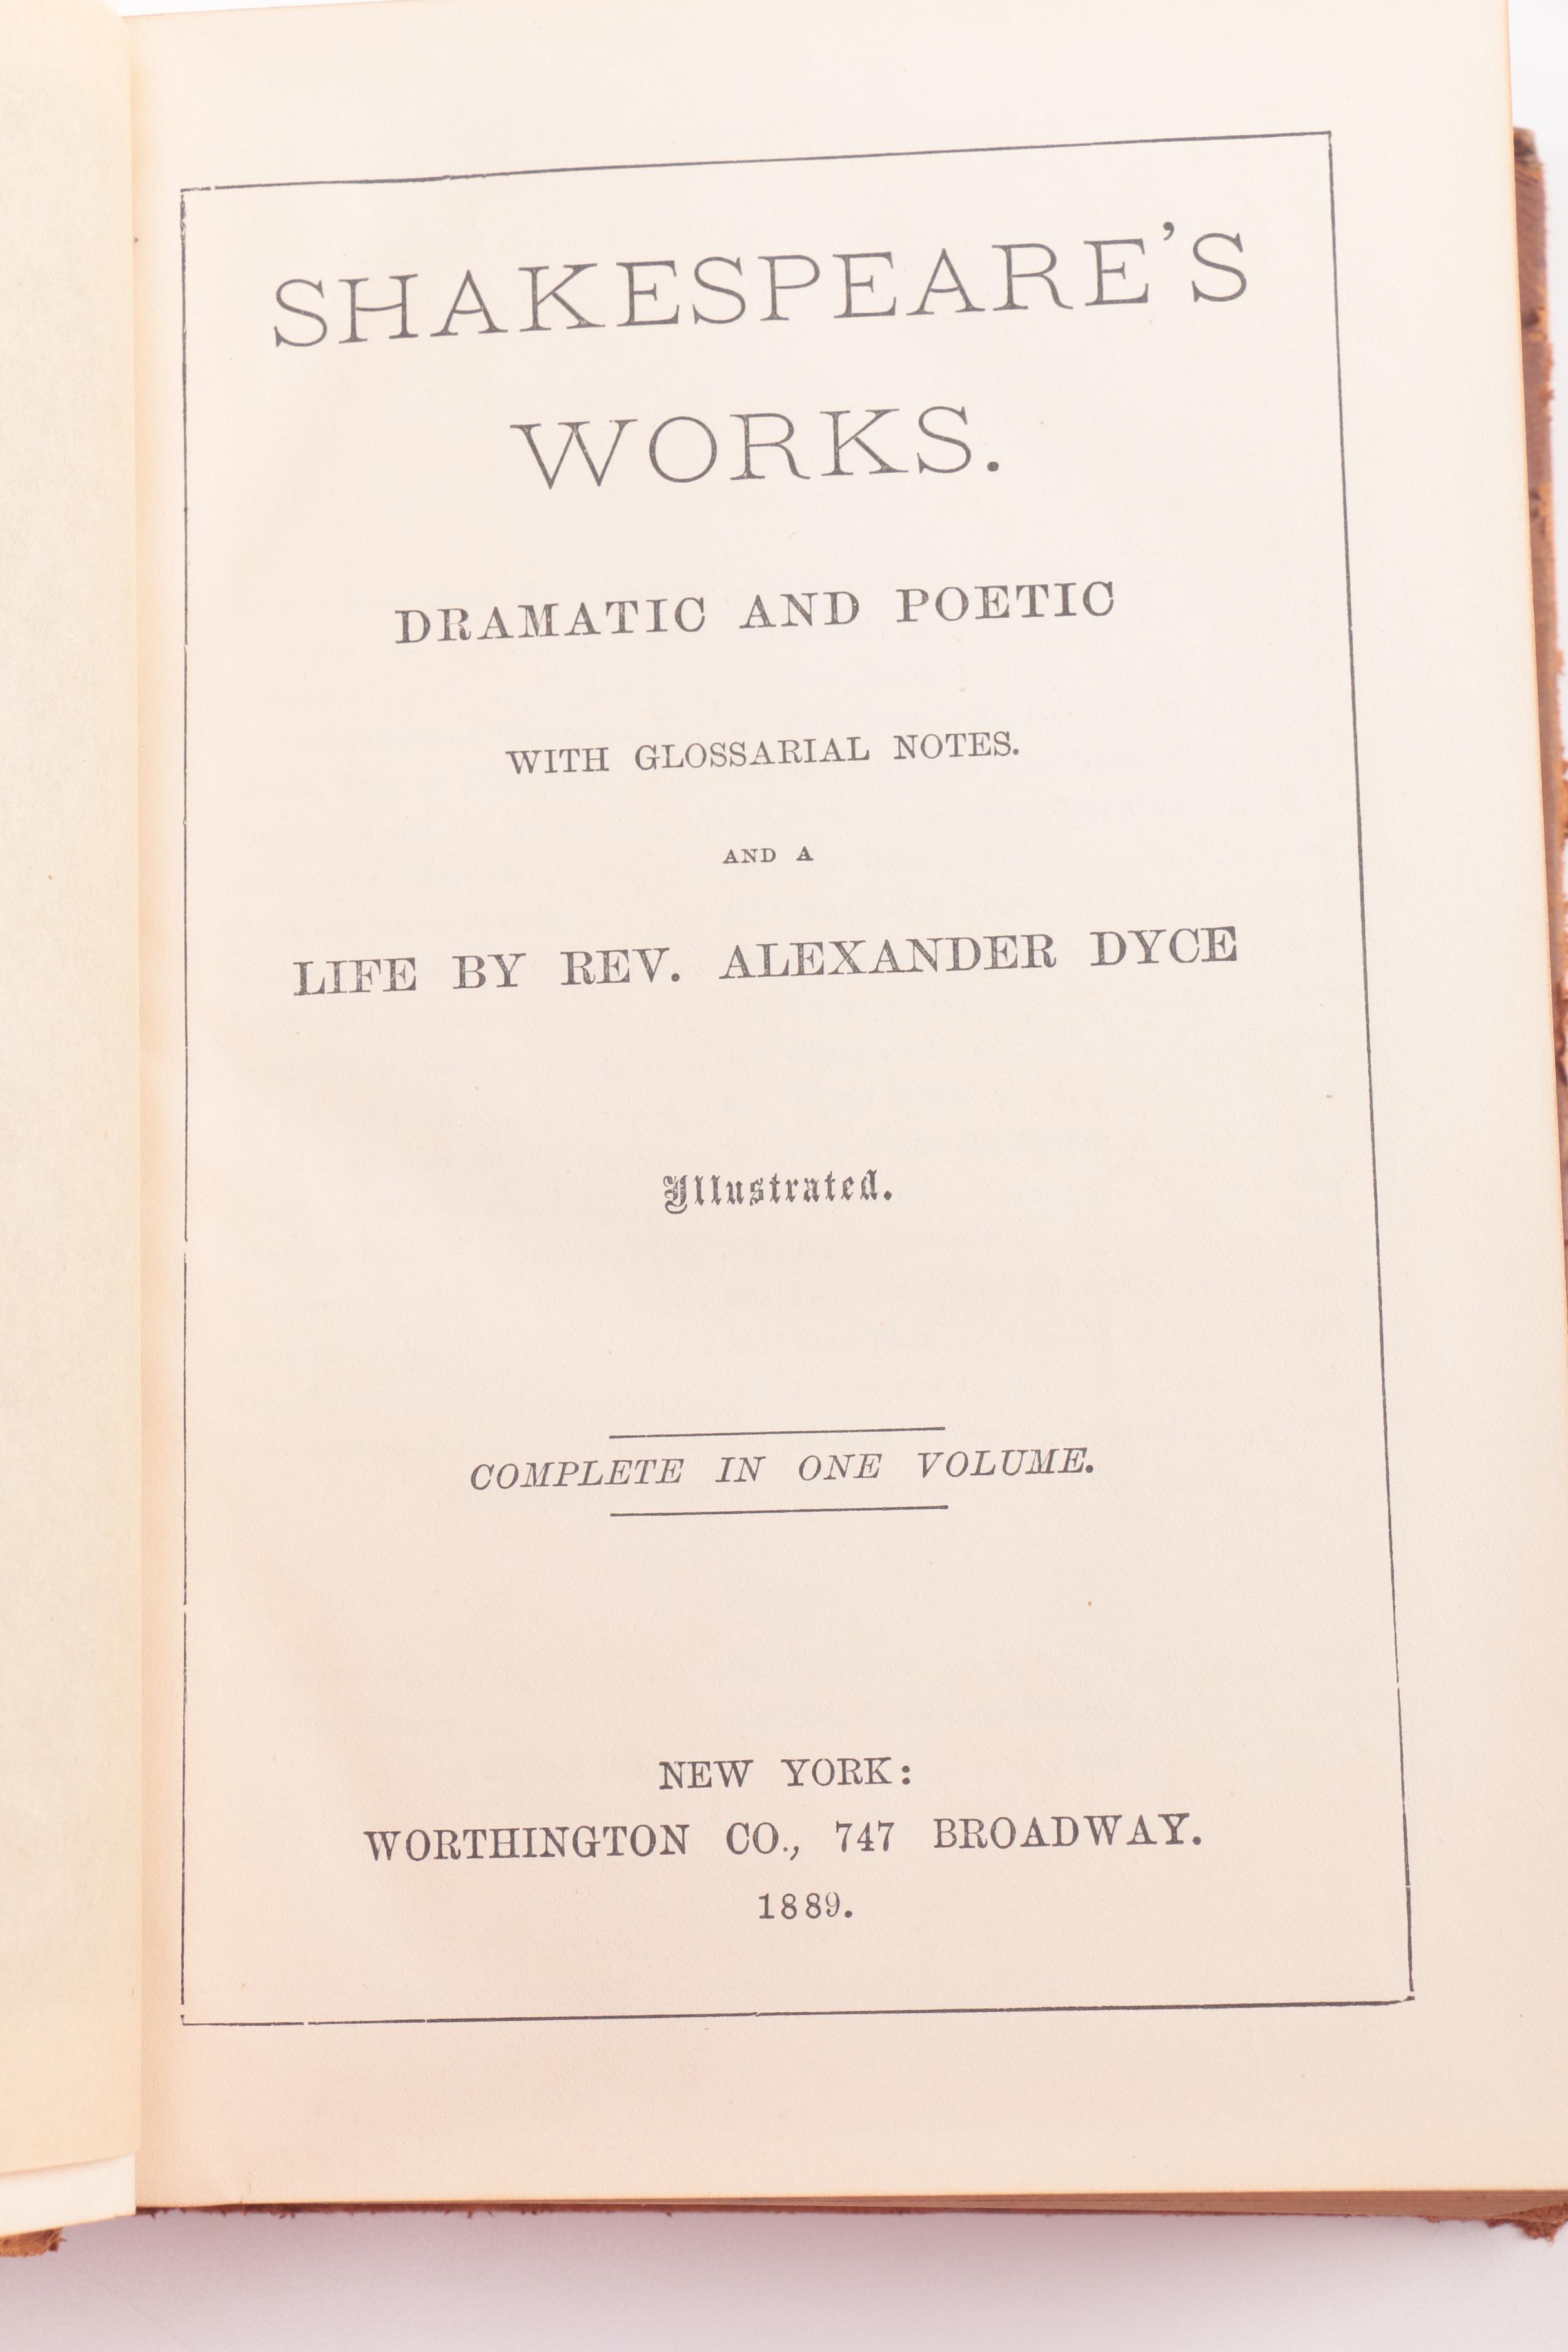 SHAKESPEARE'S
WORKS.
DRAMATIC AND POETIC
WITH GLOSSARIAL NOTES.
AND A
LIFE BY REV. ALEXANDER DYCE
Illustrated.
COMPLETE IN ONE VOLUME.
NEW YORK:
WORTHINGTON CO., 747 BROADWAY.
1889.